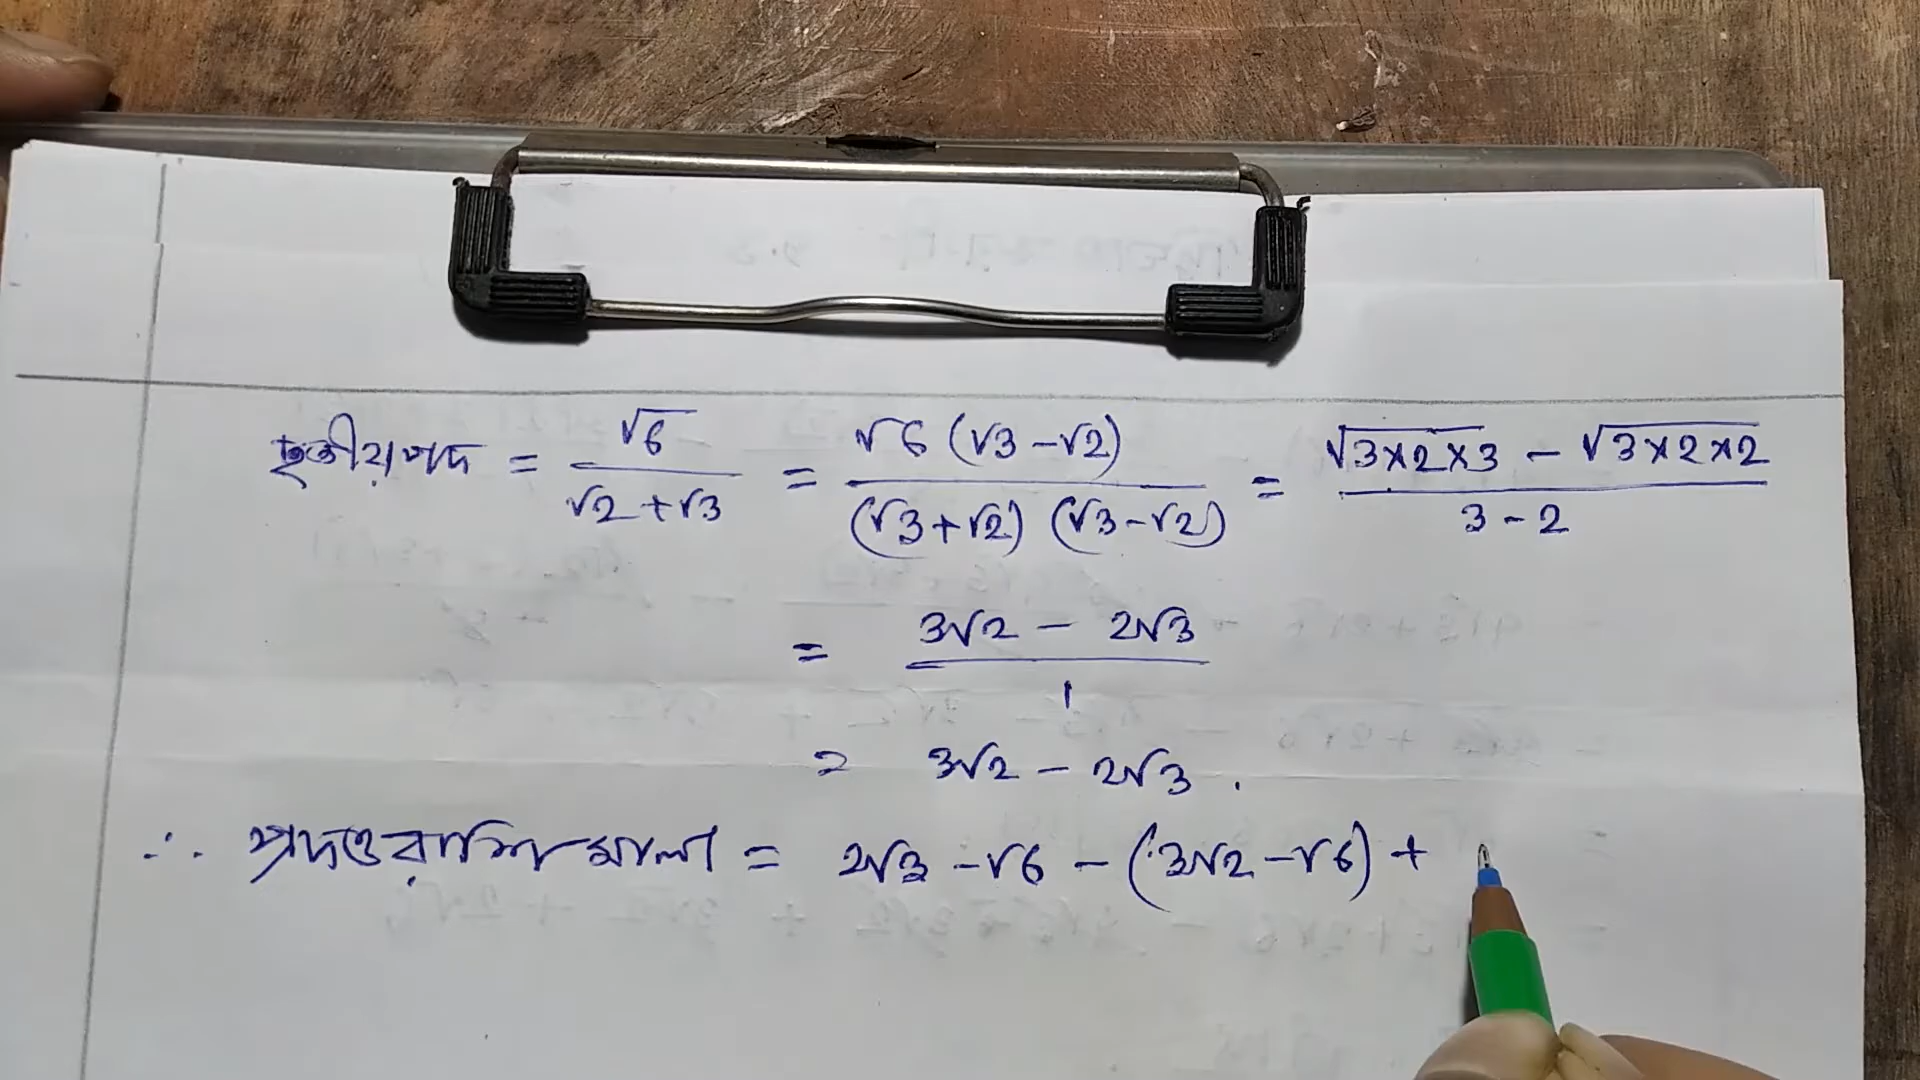 তৃতীয়পদ = √6 / (√2+√3) = √6 (√3-√2) / (√3+√2) (√3-√2) = (√3×2×3 - √3×2×2) / 3-2
= (3√2 - 2√3) / 1
= 3√2 - 2√3 .
∴ প্রদত্তরাশিমালা = 2√3 -√6 - (3√2 -√6) +